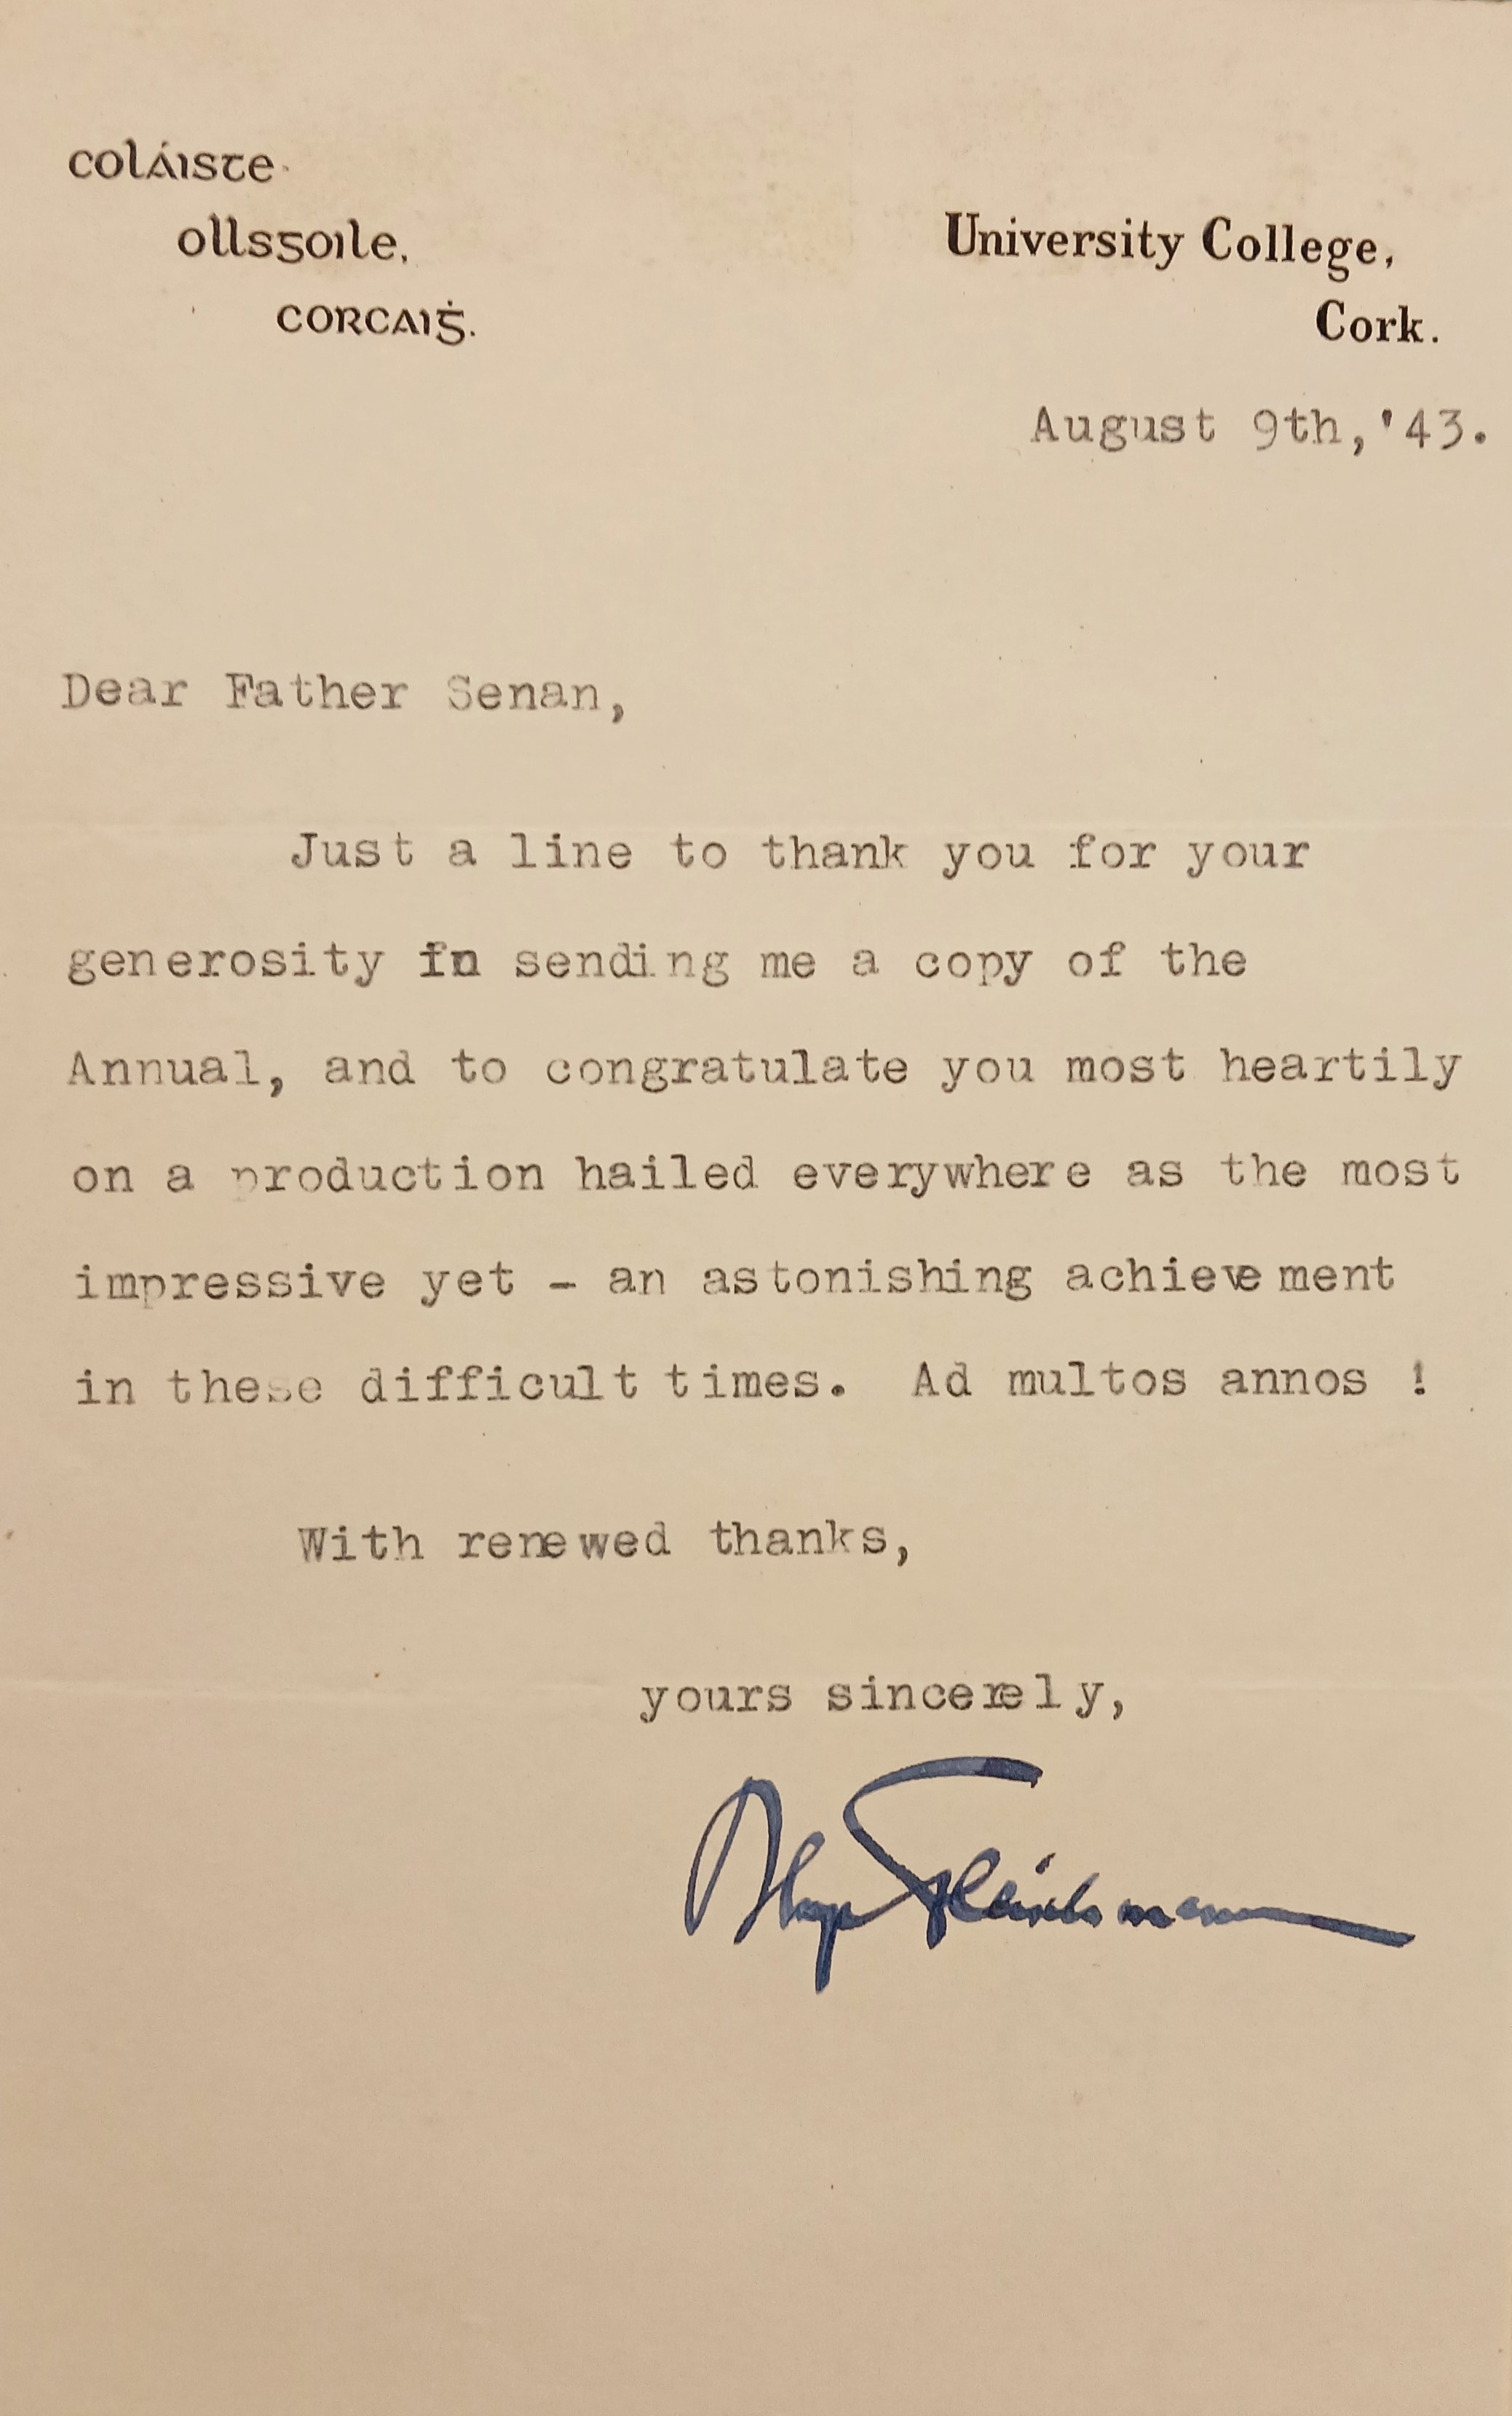 Coláiste
Ollsgoile,
Corcaiġ.
University College,
Cork.
August 9th,'43.
Dear Father Senan,
Just a line to thank you for your
generosity in sending me a copy of the
Annual, and to congratulate you most heartily
on a production hailed everywhere as the most
impressive yet - an astonishing achievement
in these difficult times. Ad multos annos !
With renewed thanks,
yours sincerely,
Aloys Fleischmann